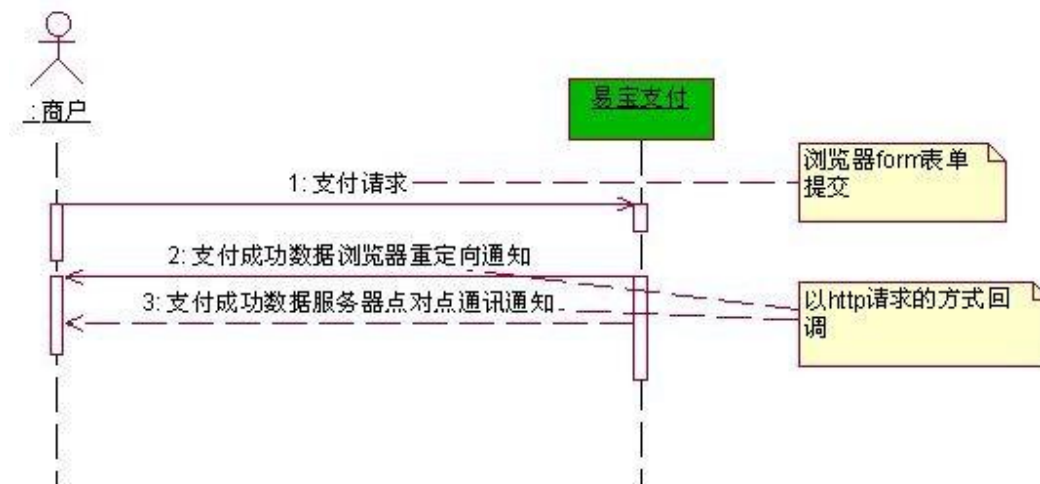 :商户
易宝支付
浏览器form表单
提交
1:支付请求
2:支付成功数据浏览器重定向通知
3:支付成功数据服务器点对点通讯通知
以http请求的方式回
调